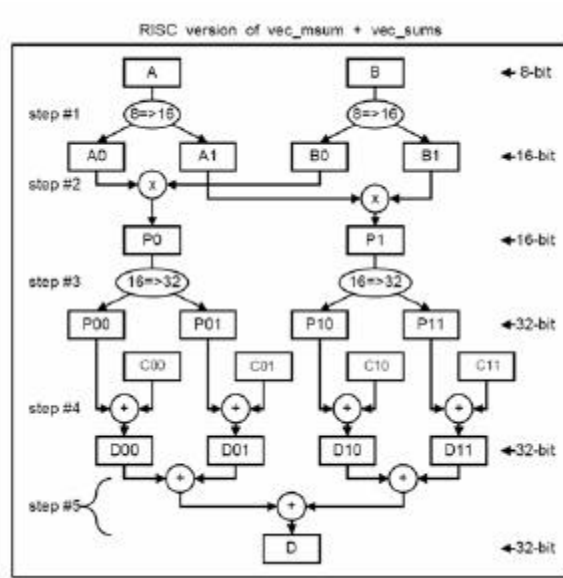 RISC version of vec_msum + vec_sums
A B 8-bit
step #1 8=>16 8=>16
A0 A1 B0 B1 16-bit
step #2 x x
P0 P1 16-bit
step #3 16=>32 16=>32
P00 P01 P10 P11 32-bit
C00 C01 C10 C11
step #4 + + + +
D00 D01 D10 D11 32-bit
+ +
step #5 +
D 32-bit